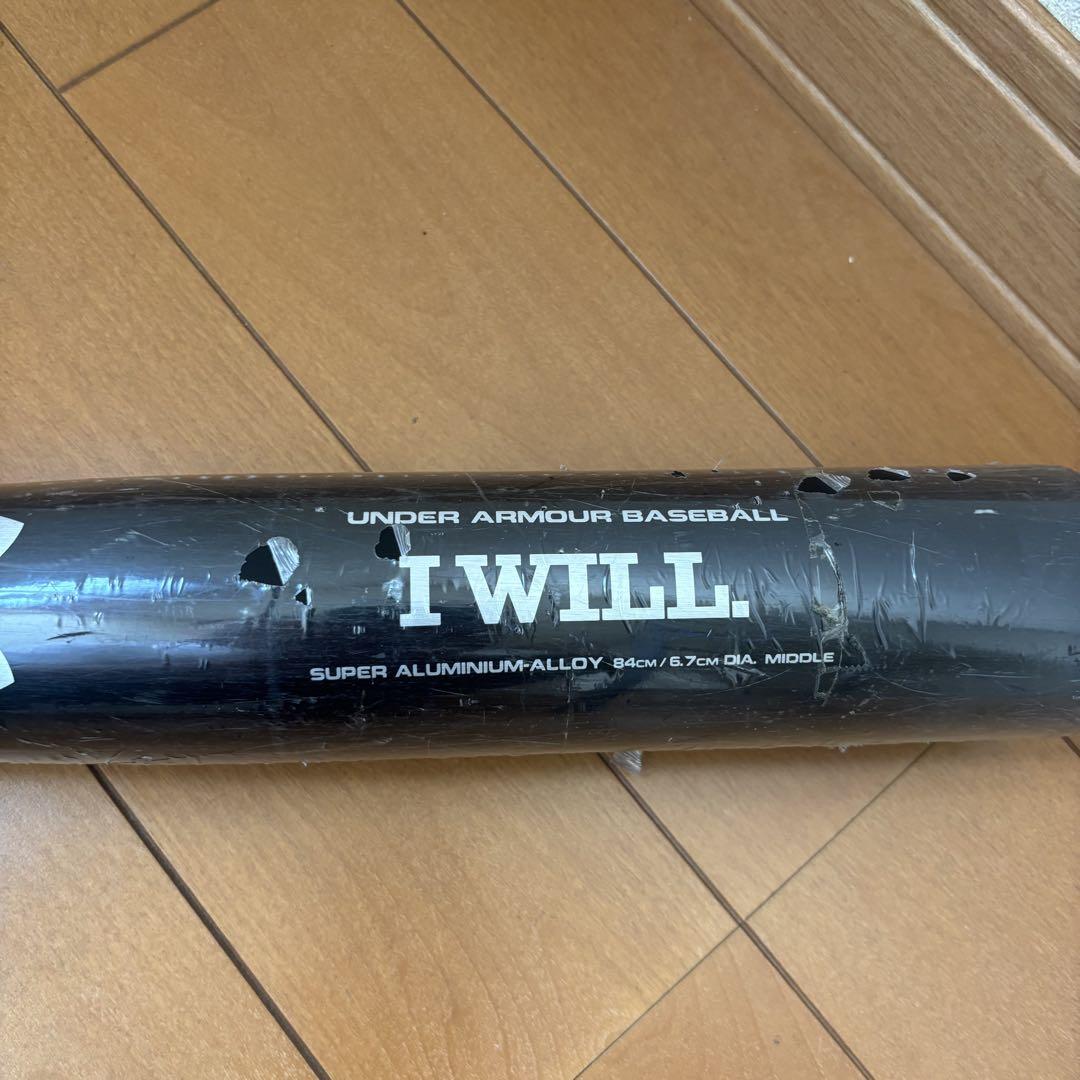 UNDER ARMOUR BASEBALL
I WILL.
SUPER ALUMINIUM-ALLOY 84CM / 6.7CM DIA. MIDDLE